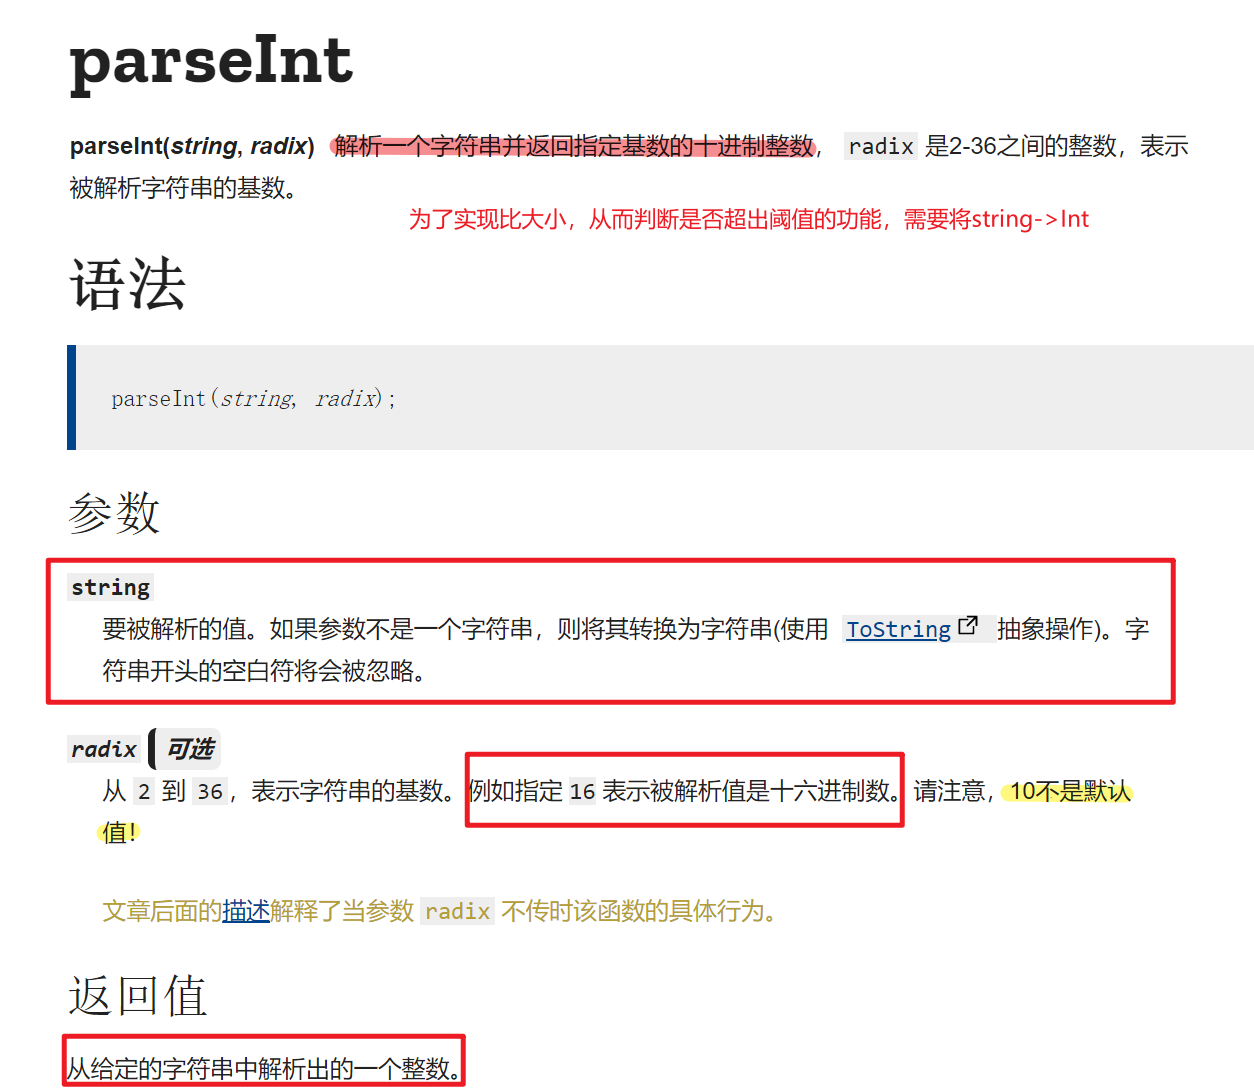 parseInt
parseInt(string, radix) 解析一个字符串并返回指定基数的十进制整数， radix 是2-36之间的整数，表示
被解析字符串的基数。
为了实现比大小，从而判断是否超出阈值的功能，需要将string->Int
语法
parseInt(string, radix);
参数
string
要被解析的值。如果参数不是一个字符串，则将其转换为字符串(使用 ToString 抽象操作)。字
符串开头的空白符将会被忽略。
radix 可选
从 2 到 36，表示字符串的基数。例如指定 16 表示被解析值是十六进制数。请注意，10不是默认
值！
文章后面的描述解释了当参数 radix 不传时该函数的具体行为。
返回值
从给定的字符串中解析出的一个整数。